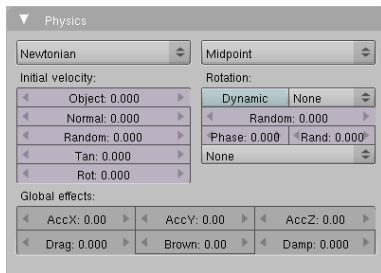 Physics
Newtonian
Midpoint
Initial velocity:
Rotation:
Object: 0.000
Dynamic
None
Normal: 0.000
Random: 0.000
Random: 0.000
Phase: 0.000
Rand: 0.000
Tan: 0.000
None
Rot: 0.000
Global effects:
AccX: 0.00
AccY: 0.00
AccZ: 0.00
Drag: 0.000
Brown: 0.00
Damp: 0.000